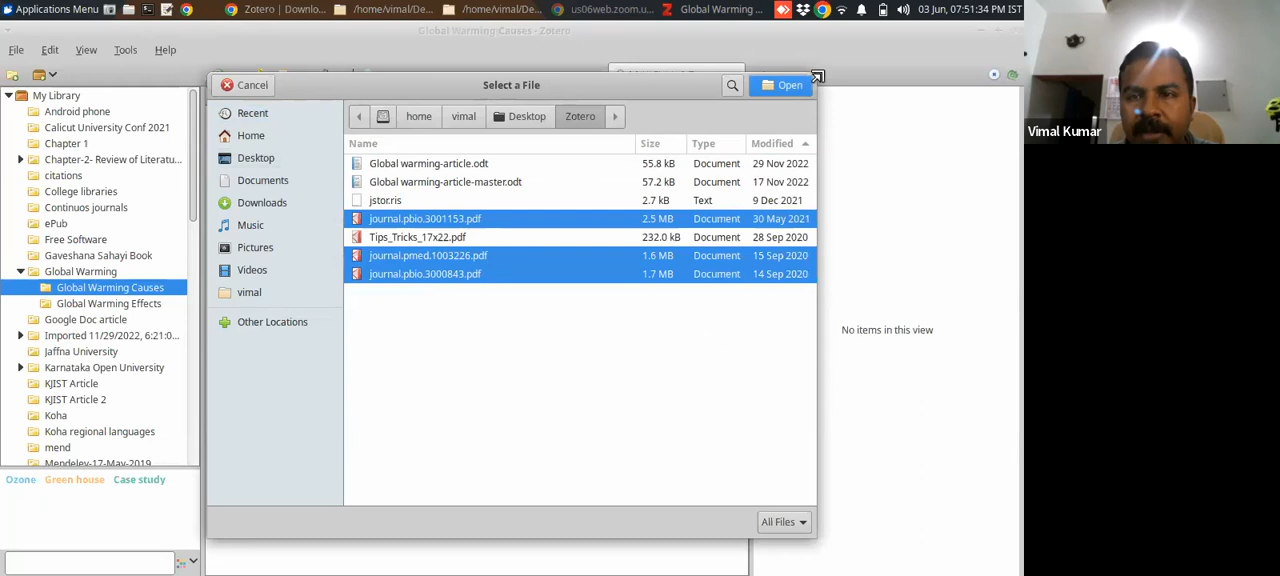 Applications Menu
Zotero | Downlo...
/home/vimal/De...
/home/vimal/De...
us06web.zoom.u...
Global Warming ...
03 Jun, 07:51:34 PM IST
Global Warming Causes - Zotero
File Edit View Tools Help
Cancel
Select a File
Open
home vimal Desktop Zotero
Name Size Type Modified
Global warming-article.odt 55.8 kB Document 29 Nov 2022
Global warming-article-master.odt 57.2 kB Document 17 Nov 2022
jstor.ris 2.7 kB Text 9 Dec 2021
journal.pbio.3001153.pdf 2.5 MB Document 30 May 2021
Tips_Tricks_17x22.pdf 232.0 kB Document 28 Sep 2020
journal.pmed.1003226.pdf 1.6 MB Document 15 Sep 2020
journal.pbio.3000843.pdf 1.7 MB Document 14 Sep 2020
Recent
Home
Desktop
Documents
Downloads
Music
Pictures
Videos
vimal
Other Locations
All Files
My Library
Android phone
Calicut University Conf 2021
Chapter 1
Chapter-2- Review of Literatu...
citations
College libraries
Continuos journals
ePub
Free Software
Gaveshana Sahayi Book
Global Warming
Global Warming Causes
Global Warming Effects
Google Doc article
Imported 11/29/2022, 6:21:0...
Jaffna University
Karnataka Open University
KJIST Article
KJIST Article 2
Koha
Koha regional languages
mend
Mendeley-17-May-2019
Ozone Green house Case study
No items in this view
Vimal Kumar